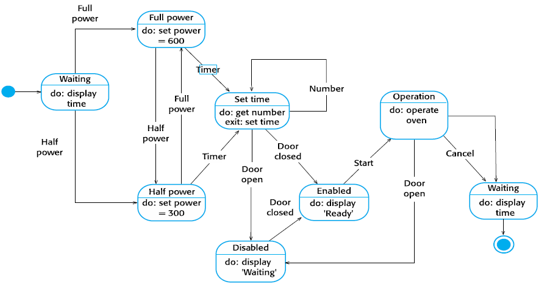 Full
power
Full power
do: set power
= 600
Timer
Waiting
do: display
time
Half
power
Full
power
Half
power
Timer
Half power
do: set power
= 300
Number
Set time
do: get number
exit: set time
Door
closed
Door
open
Start
Operation
do: operate
oven
Cancel
Door
open
Enabled
do: display
'Ready'
Door
closed
Disabled
do: display
'Waiting'
Waiting
do: display
time